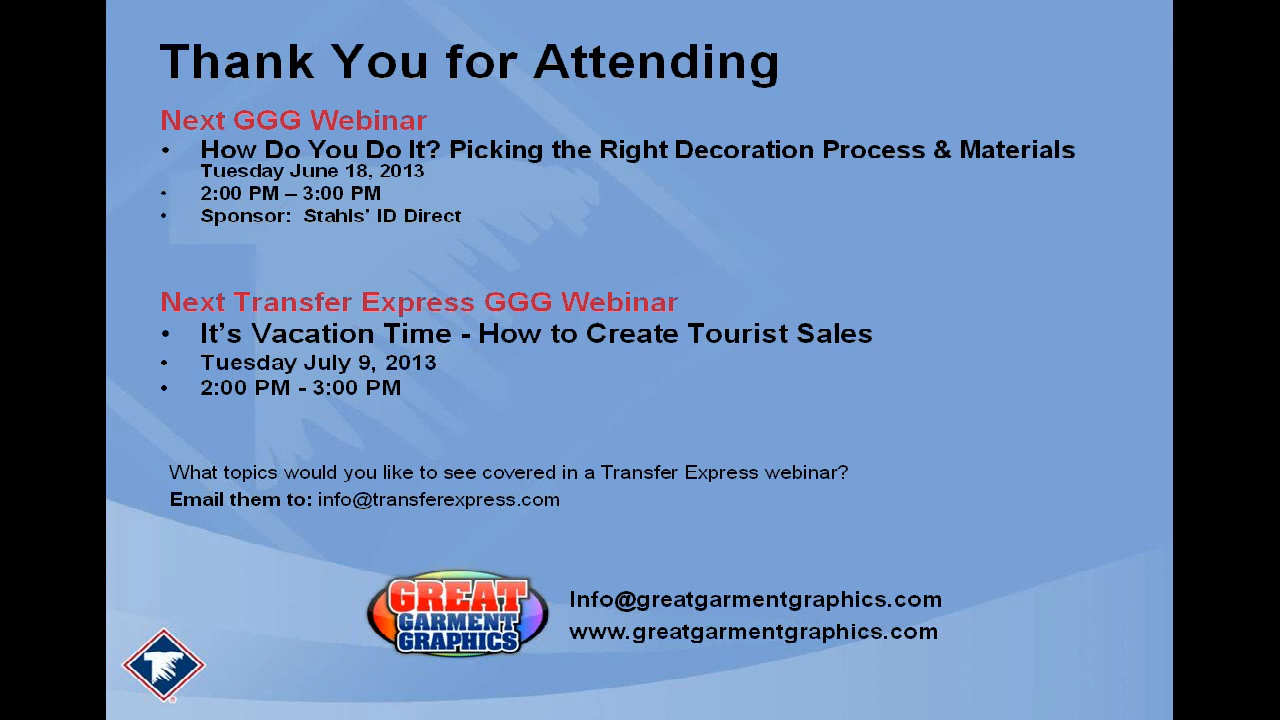 Thank You for Attending
Next GGG Webinar
• How Do You Do It? Picking the Right Decoration Process & Materials
Tuesday June 18, 2013
• 2:00 PM – 3:00 PM
• Sponsor: Stahls’ ID Direct
Next Transfer Express GGG Webinar
• It’s Vacation Time - How to Create Tourist Sales
• Tuesday July 9, 2013
• 2:00 PM - 3:00 PM
What topics would you like to see covered in a Transfer Express webinar?
Email them to: info@transferexpress.com
GREAT
GARMENT
GRAPHICS
Info@greatgarmentgraphics.com
www.greatgarmentgraphics.com